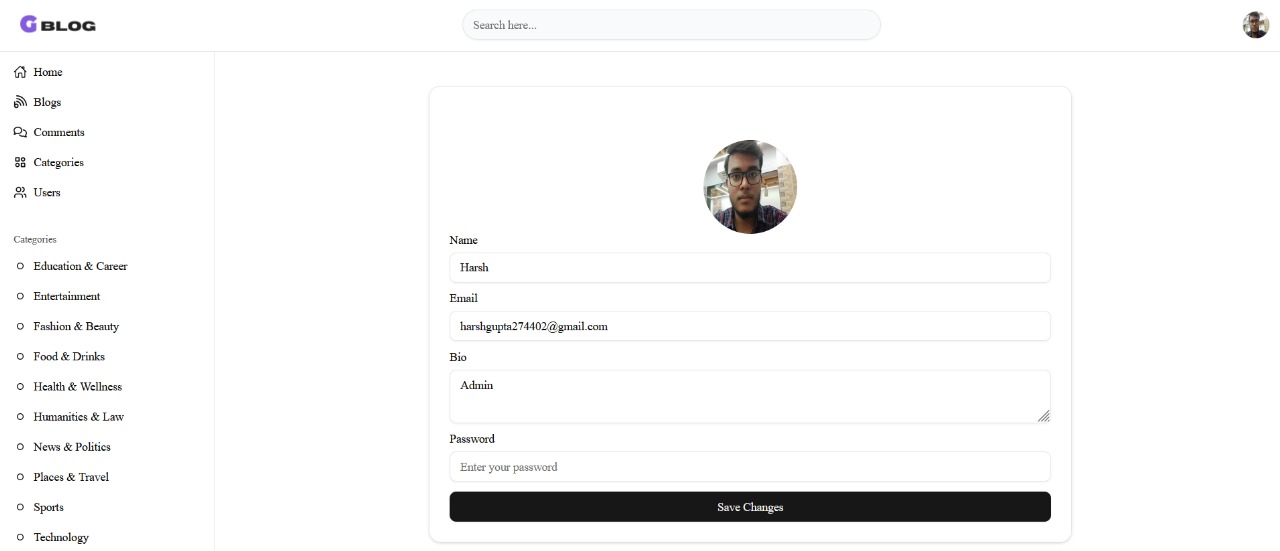 G BLOG
Search here...
Home
Blogs
Comments
Categories
Users
Categories
Education & Career
Entertainment
Fashion & Beauty
Food & Drinks
Health & Wellness
Humanities & Law
News & Politics
Places & Travel
Sports
Technology
Name
Harsh
Email
harshgupta274402@gmail.com
Bio
Admin
Password
Enter your password
Save Changes